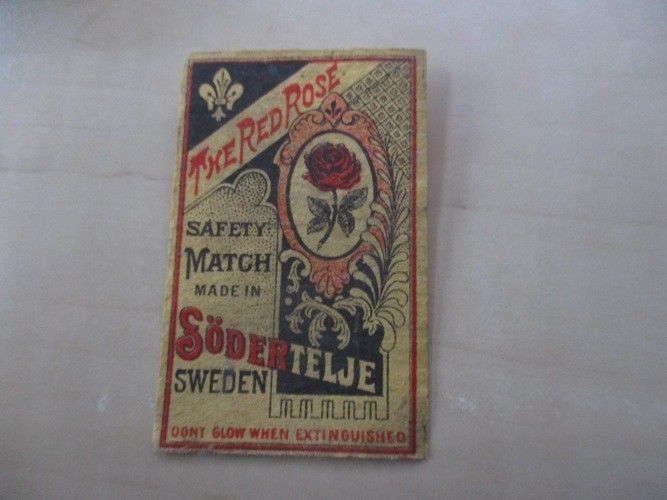 THE RED ROSE
SAFETY
MATCH
MADE IN
SÖDERTELJE
SWEDEN
DONT GLOW WHEN EXTINGUISHED